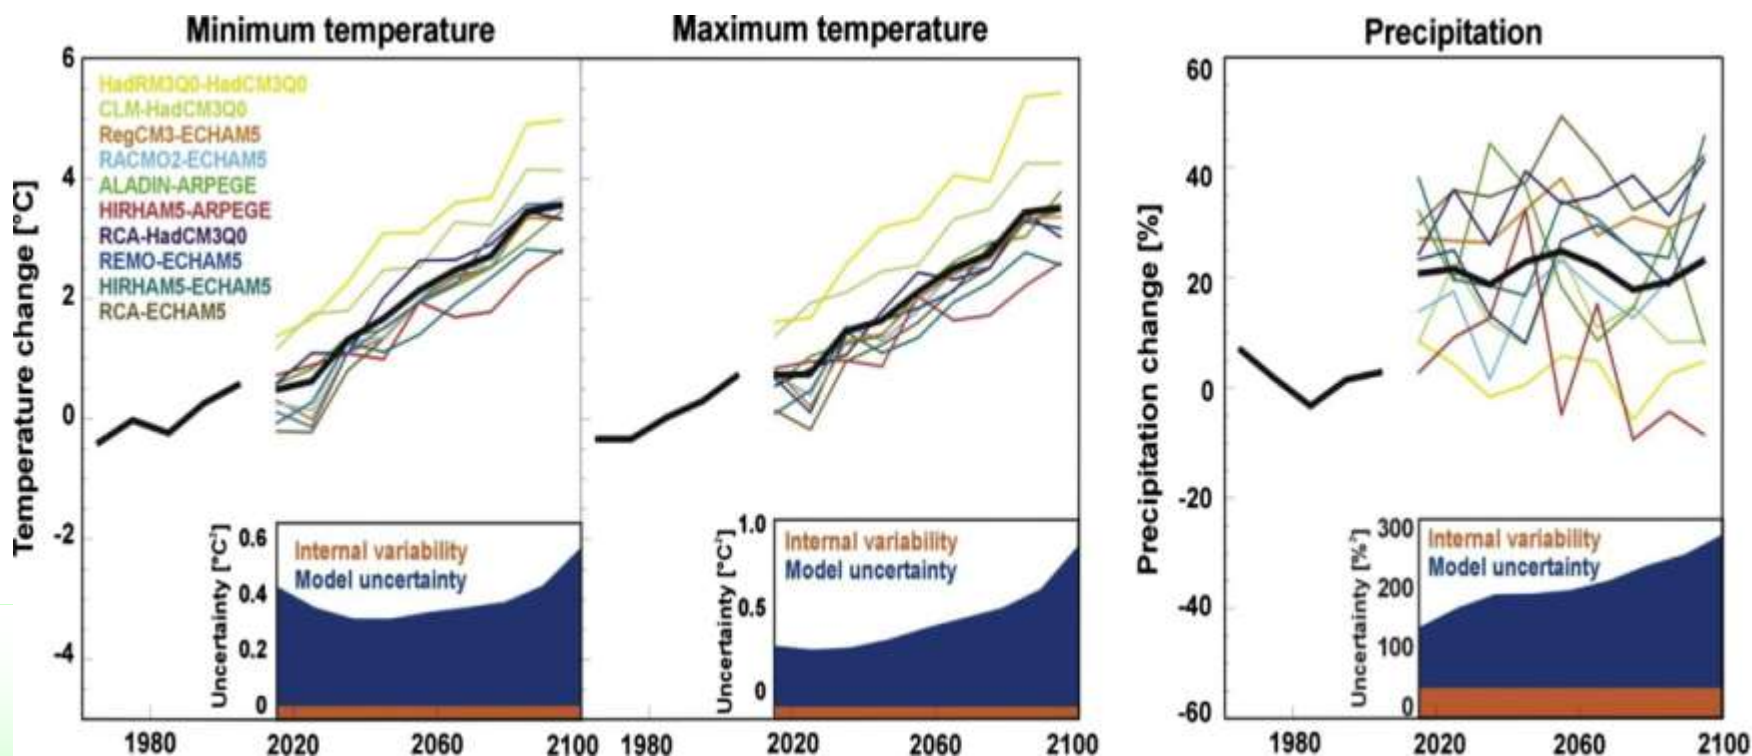 Minimum temperature
Maximum temperature
Precipitation
Temperature change [°C]
6
4
2
0
-2
-4
HadRM3Q0-HadCM3Q0
CLM-HadCM3Q0
RegCM3-ECHAM5
RACMO2-ECHAM5
ALADIN-ARPEGE
HIRHAM5-ARPEGE
RCA-HadCM3Q0
REMO-ECHAM5
HIRHAM5-ECHAM5
RCA-ECHAM5
Uncertainty [°C²]
0.6
0.4
0.2
0
Internal variability
Model uncertainty
1980
2020
2060
2100
Uncertainty [°C²]
1.0
0.5
0
Internal variability
Model uncertainty
1980
2020
2060
2100
Precipitation change [%]
60
40
20
0
-20
-40
-60
Uncertainty [%²]
300
200
100
0
Internal variability
Model uncertainty
1980
2020
2060
2100